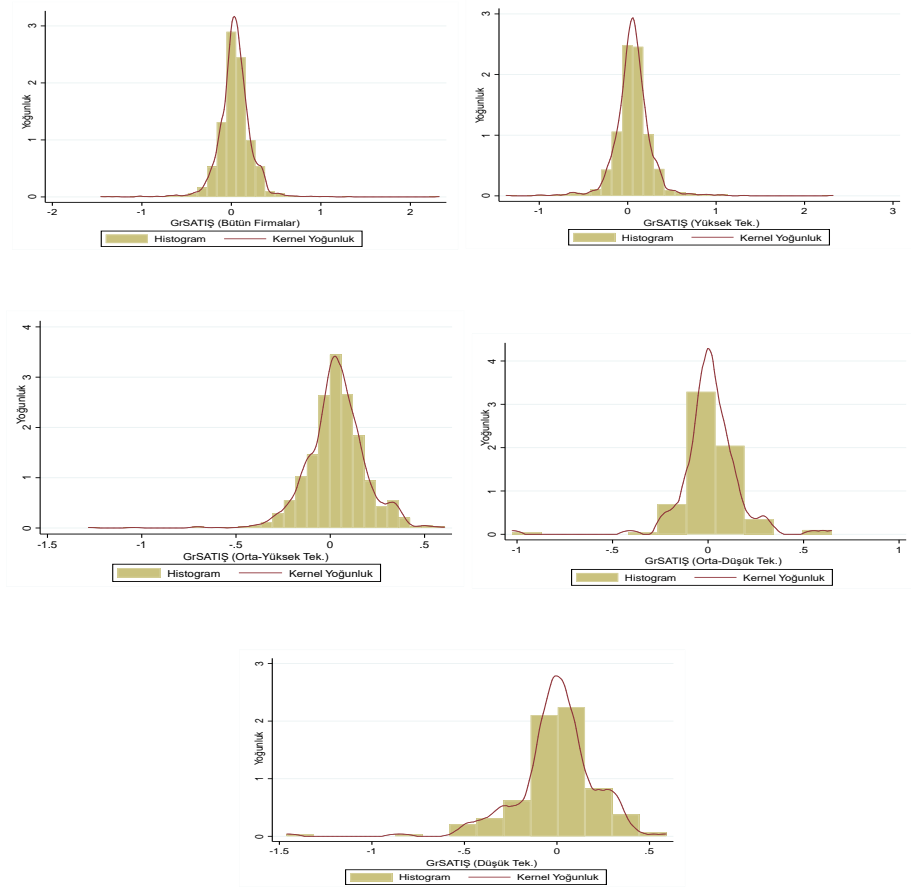 3
2
1
0
Yoğunluk
-2 -1 0 1 2
GrSATIŞ (Bütün Firmalar)
Histogram Kernel Yoğunluk
3
2
1
0
Yoğunluk
-1 0 1 2 3
GrSATIŞ (Yüksek Tek.)
Histogram Kernel Yoğunluk
4
3
2
1
0
Yoğunluk
-1.5 -1 -.5 0 .5
GrSATIŞ (Orta-Yüksek Tek.)
Histogram Kernel Yoğunluk
4
3
2
1
0
Yoğunluk
-1 -.5 0 .5 1
GrSATIŞ (Orta-Düşük Tek.)
Histogram Kernel Yoğunluk
3
2
1
0
Yoğunluk
-1.5 -1 -.5 0 .5
GrSATIŞ (Düşük Tek.)
Histogram Kernel Yoğunluk